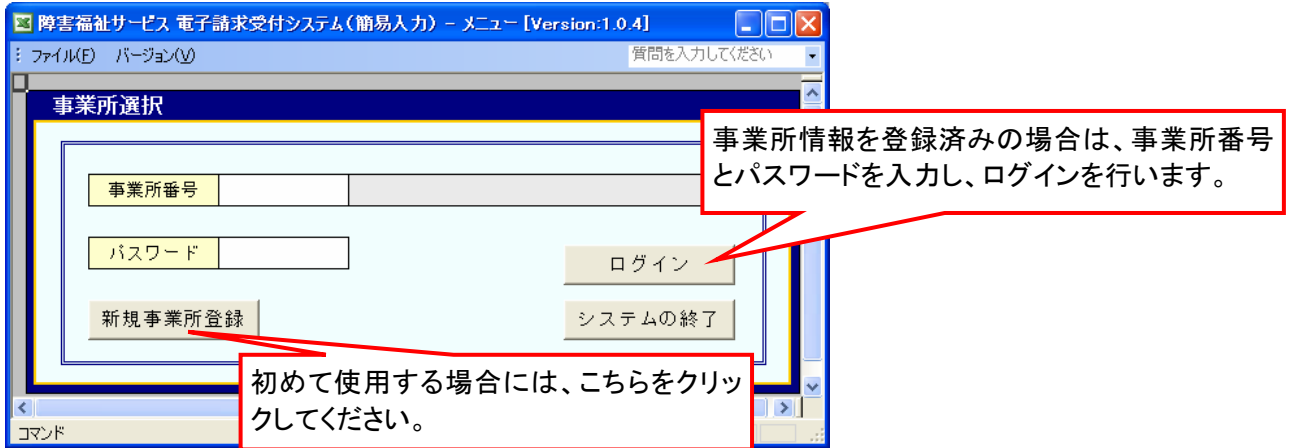 障害福祉サービス 電子請求受付システム(簡易入力) - メニュー [Version:1.0.4]
ファイル(F) バージョン(V) 質問を入力してください
事業所選択
事業所情報を登録済みの場合は、事業所番号
とパスワードを入力し、ログインを行います。
事業所番号
パスワード
ログイン
新規事業所登録
システムの終了
初めて使用する場合には、こちらをクリッ
クしてください。
コマンド